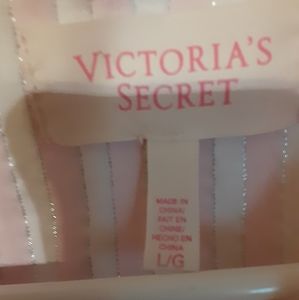 VICTORIA'S
SECRET
MADE IN
CHINA/
FAIT EN
CHINE/
HECHO EN
CHINA
L/G